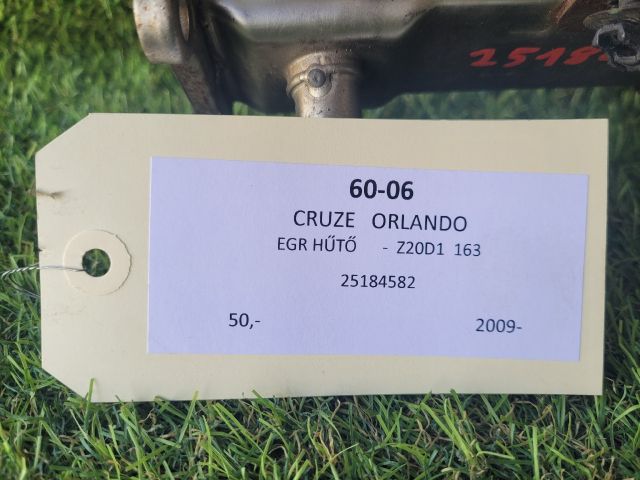 25184
60-06
CRUZE ORLANDO
EGR HŰTŐ - Z20D1 163
25184582
50,- 2009-